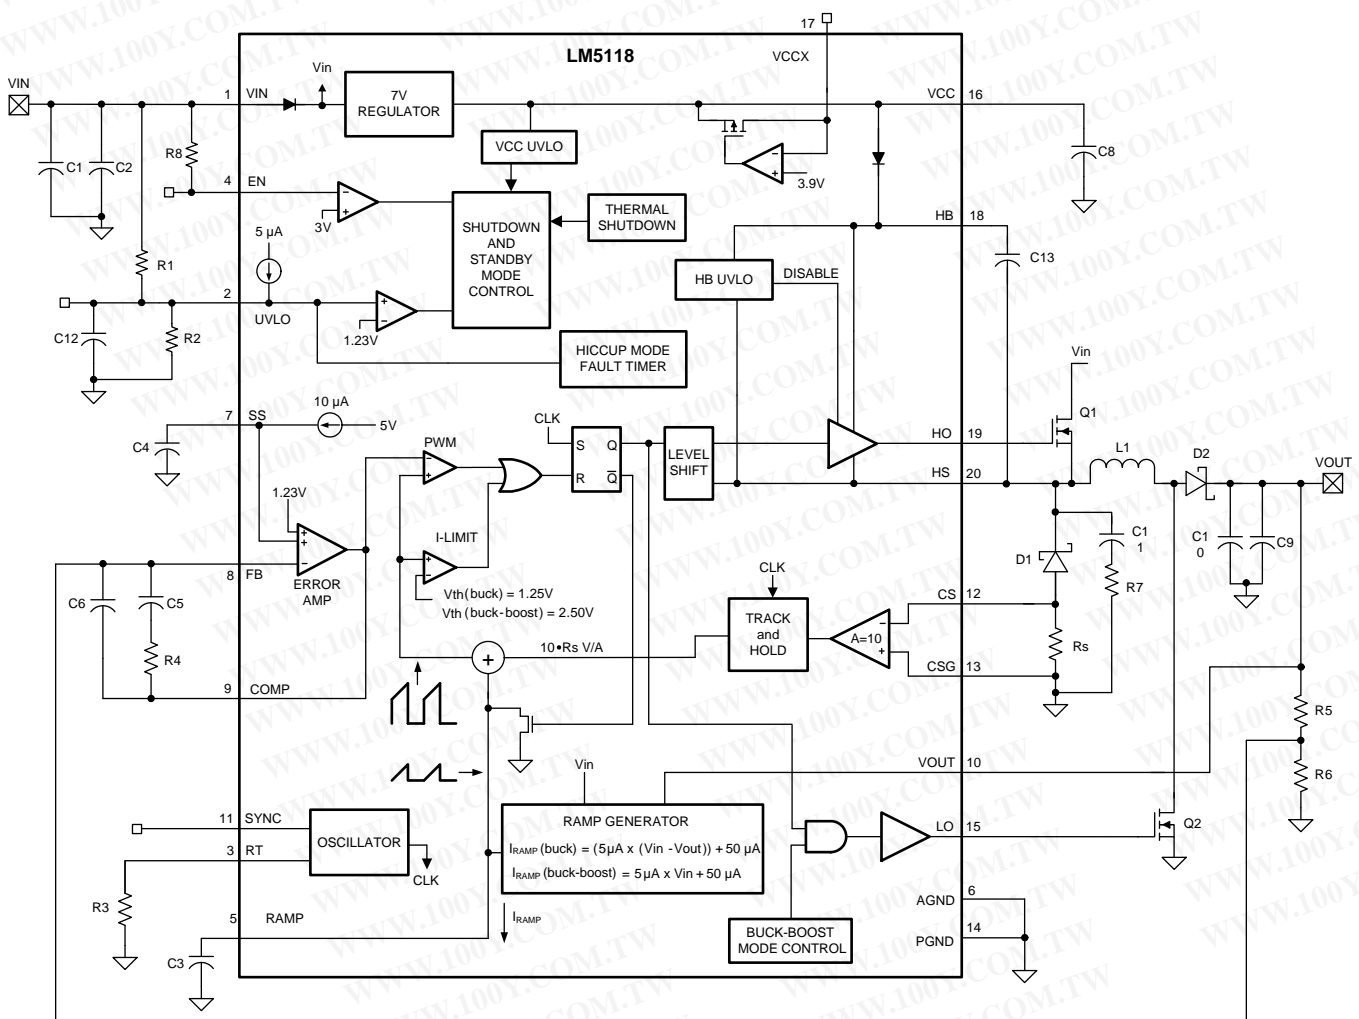 LM5118
17
VCCX
VIN
1
VIN
Vin
7V
REGULATOR
VCC
16
VCC UVLO
C1
C2
R8
C8
3.9V
4
EN
3V
THERMAL
SHUTDOWN
SHUTDOWN
AND
STANDBY
MODE
CONTROL
HB
18
5 µA
R1
C13
HB UVLO
DISABLE
2
UVLO
1.23V
C12
R2
HICCUP MODE
FAULT TIMER
Vin
10 µA
7
SS
5V
C4
CLK
PWM
S
Q
R
Q
LEVEL
SHIFT
HO
19
Q1
HS
20
L1
D2
VOUT
1.23V
I-LIMIT
C1
1
C1
0
C9
D1
R7
8
FB
ERROR
AMP
Vth(buck) = 1.25V
Vth(buck-boost) = 2.50V
CLK
CS
12
C6
C5
TRACK
and
HOLD
A=10
Rs
R4
+
10•Rs V/A
CSG
13
9
COMP
R5
Vin
VOUT
10
R6
11
SYNC
OSCILLATOR
RAMP GENERATOR
IRAMP (buck) = (5µA x (Vin -Vout)) + 50 µA
IRAMP (buck-boost) = 5µA x Vin + 50 µA
LO
15
Q2
3
RT
CLK
R3
AGND
6
5
RAMP
IRAMP
BUCK-BOOST
MODE CONTROL
PGND
14
C3
WWW.100Y.COM.TW